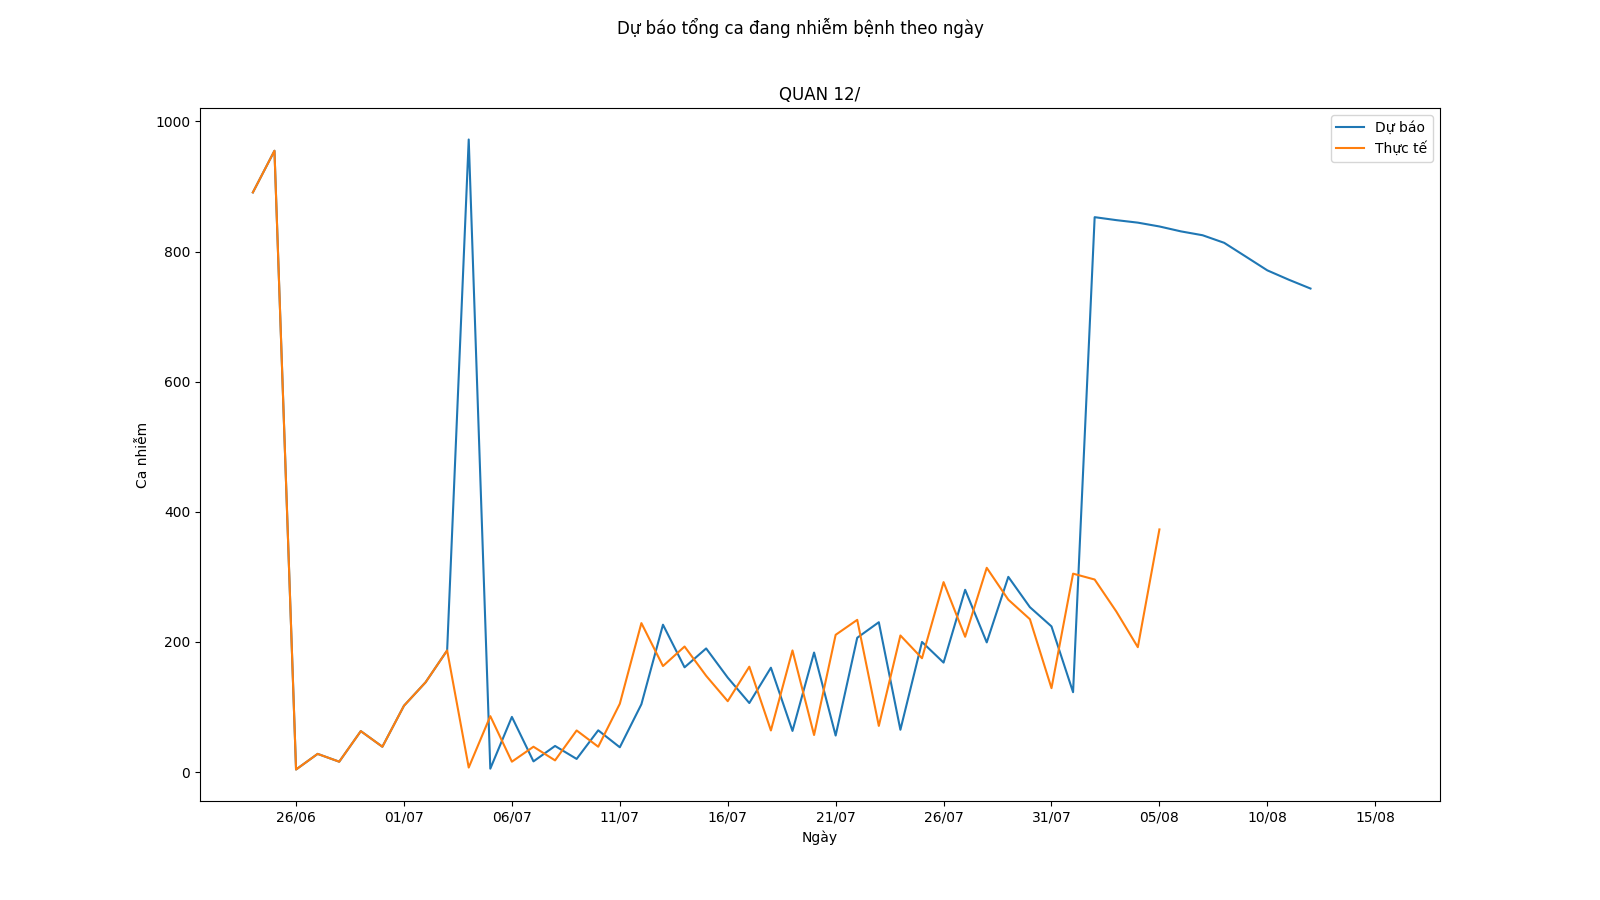 Dự báo tổng ca đang nhiễm bệnh theo ngày
QUAN 12/
Dự báo
Thực tế
1000
800
600
400
200
0
Ca nhiễm
26/06 01/07 06/07 11/07 16/07 21/07 26/07 31/07 05/08 10/08 15/08
Ngày